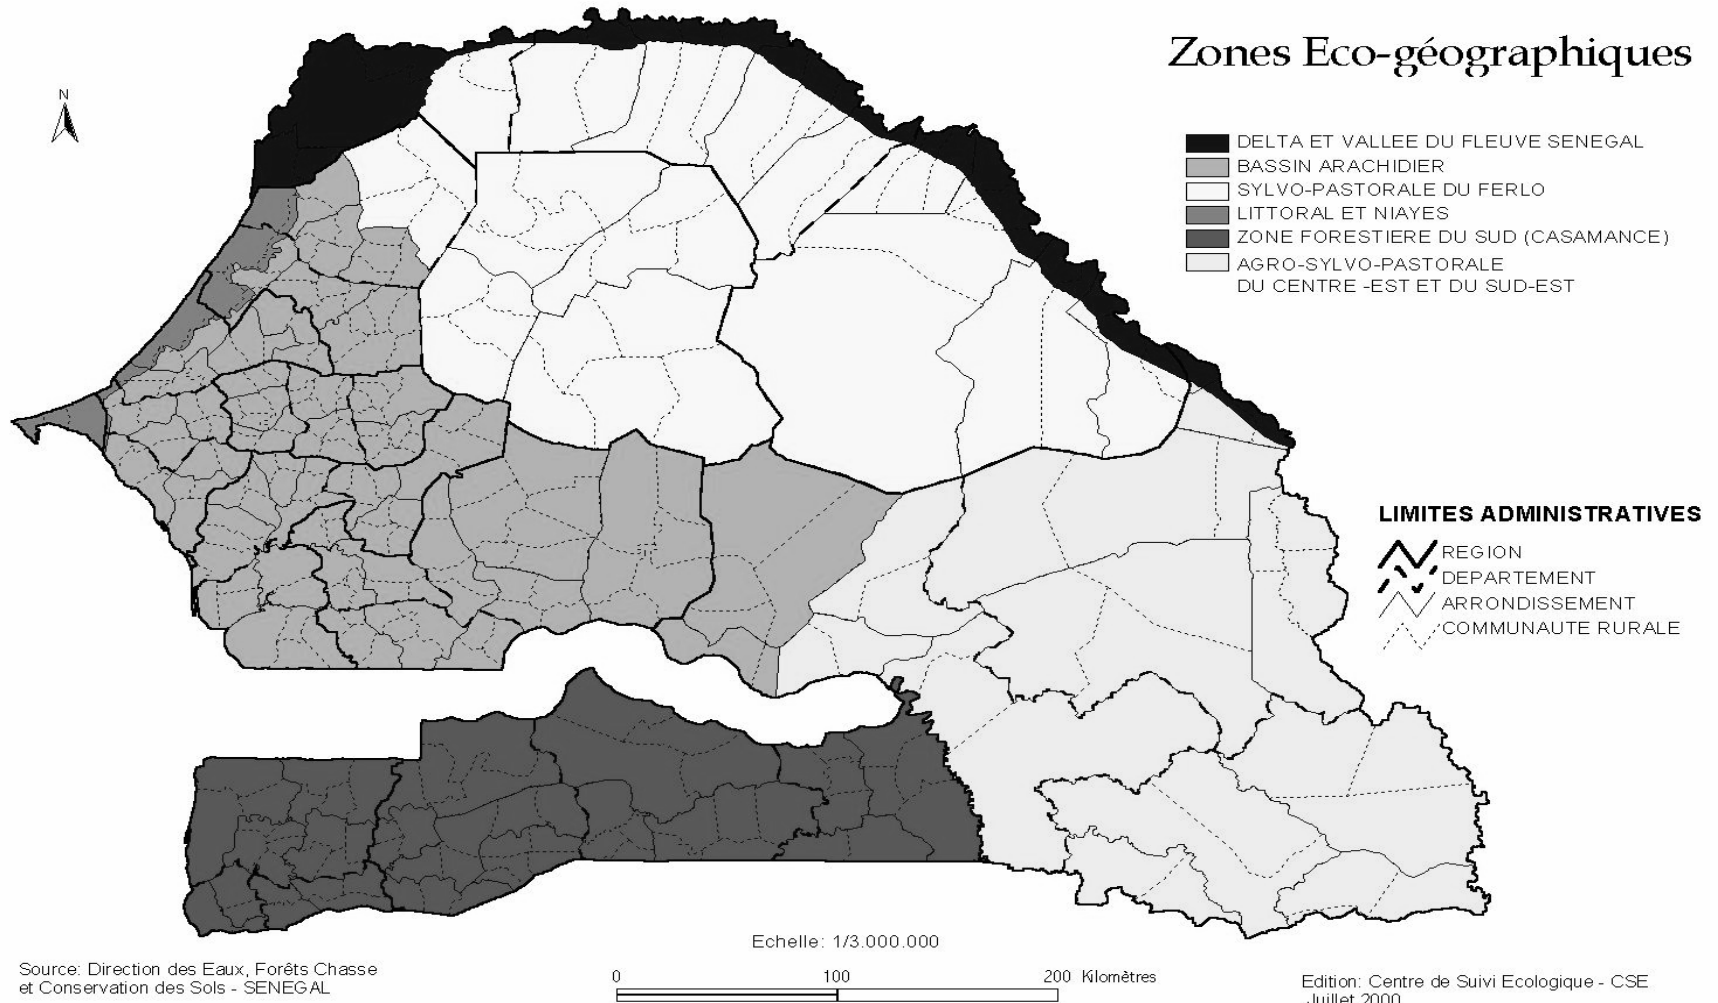 Zones Eco-géographiques
N
DELTA ET VALLEE DU FLEUVE SENEGAL
BASSIN ARACHIDIER
SYLVO-PASTORALE DU FERLO
LITTORAL ET NIAYES
ZONE FORESTIERE DU SUD (CASAMANCE)
AGRO-SYLVO-PASTORALE
DU CENTRE -EST ET DU SUD-EST
LIMITES ADMINISTRATIVES
REGION
DEPARTEMENT
ARRONDISSEMENT
COMMUNAUTE RURALE
Echelle: 1/3.000.000
0 100 200 Kilomètres
Source: Direction des Eaux, Forêts Chasse
et Conservation des Sols - SENEGAL
Edition: Centre de Suivi Ecologique - CSE
Juillet 2000